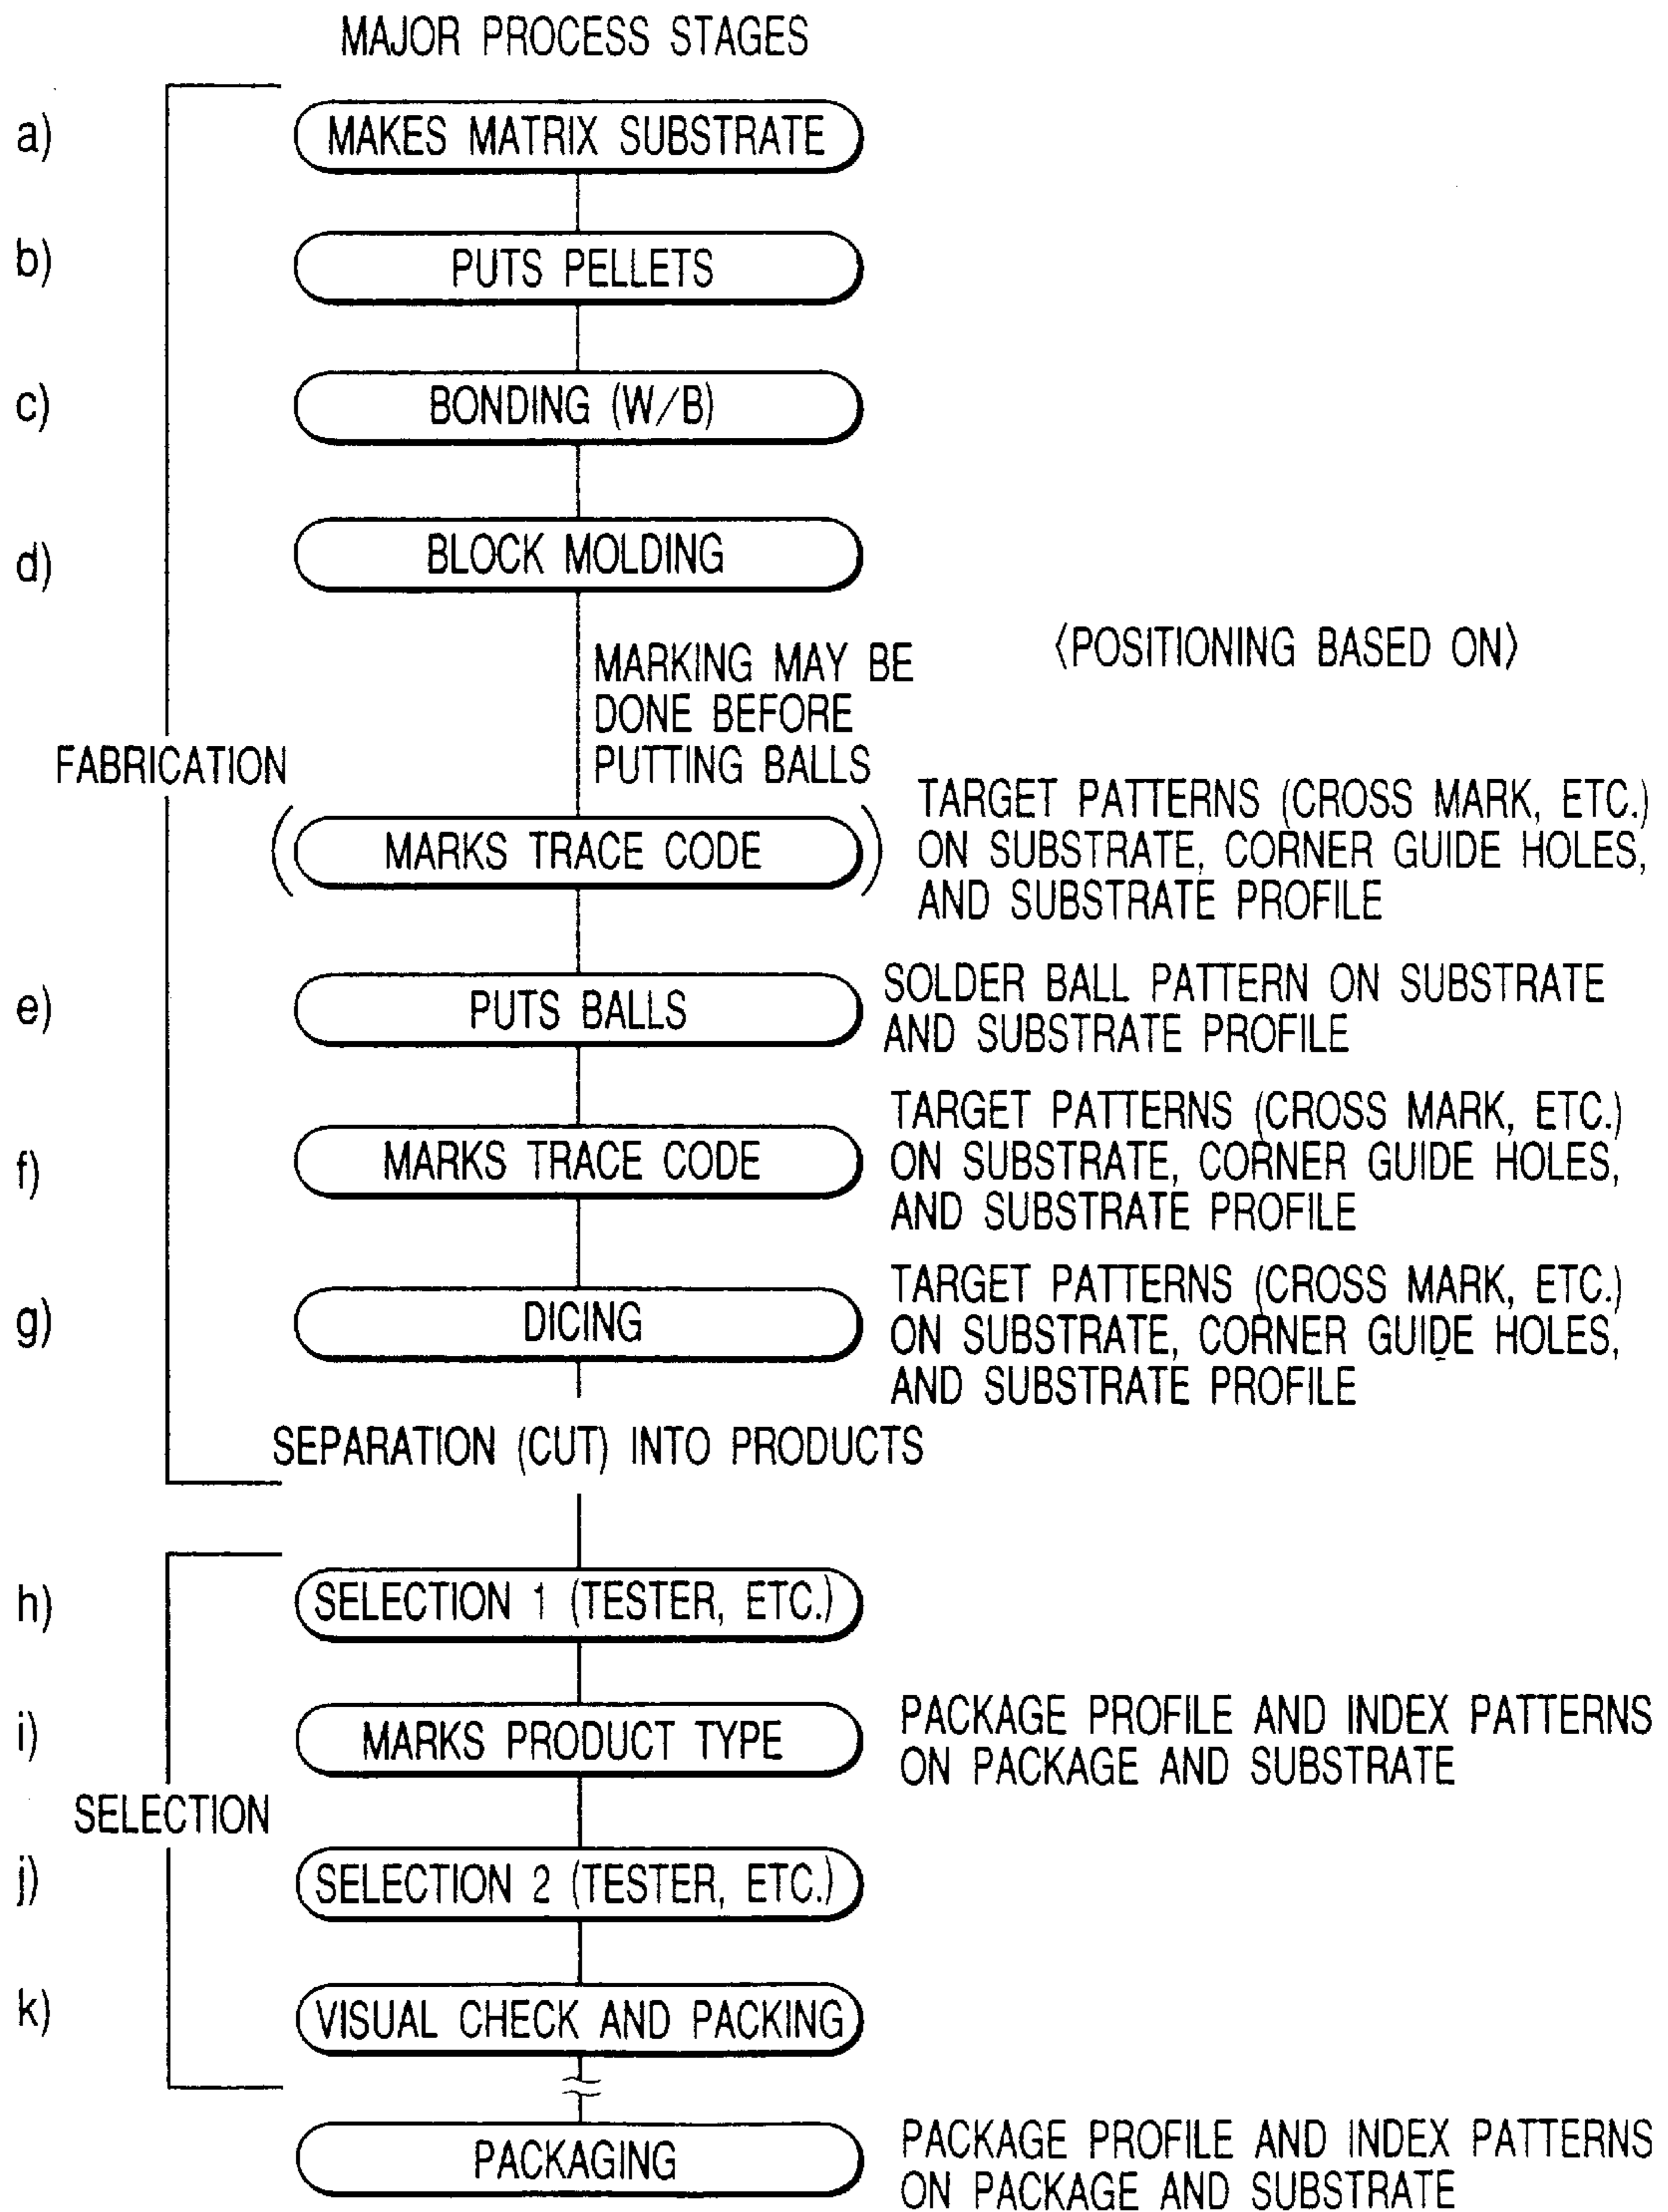 MAJOR PROCESS STAGES
a)
MAKES MATRIX SUBSTRATE
b)
PUTS PELLETS
c)
BONDING (W/B)
d)
BLOCK MOLDING
MARKING MAY BE
DONE BEFORE
PUTTING BALLS
〈POSITIONING BASED ON〉
FABRICATION
(MARKS TRACE CODE)
TARGET PATTERNS (CROSS MARK, ETC.)
ON SUBSTRATE, CORNER GUIDE HOLES,
AND SUBSTRATE PROFILE
e)
PUTS BALLS
SOLDER BALL PATTERN ON SUBSTRATE
AND SUBSTRATE PROFILE
f)
MARKS TRACE CODE
TARGET PATTERNS (CROSS MARK, ETC.)
ON SUBSTRATE, CORNER GUIDE HOLES,
AND SUBSTRATE PROFILE
g)
DICING
TARGET PATTERNS (CROSS MARK, ETC.)
ON SUBSTRATE, CORNER GUIDE HOLES,
AND SUBSTRATE PROFILE
SEPARATION (CUT) INTO PRODUCTS
h)
SELECTION 1 (TESTER, ETC.)
i)
MARKS PRODUCT TYPE
PACKAGE PROFILE AND INDEX PATTERNS
ON PACKAGE AND SUBSTRATE
SELECTION
j)
SELECTION 2 (TESTER, ETC.)
k)
VISUAL CHECK AND PACKING
PACKAGING
PACKAGE PROFILE AND INDEX PATTERNS
ON PACKAGE AND SUBSTRATE